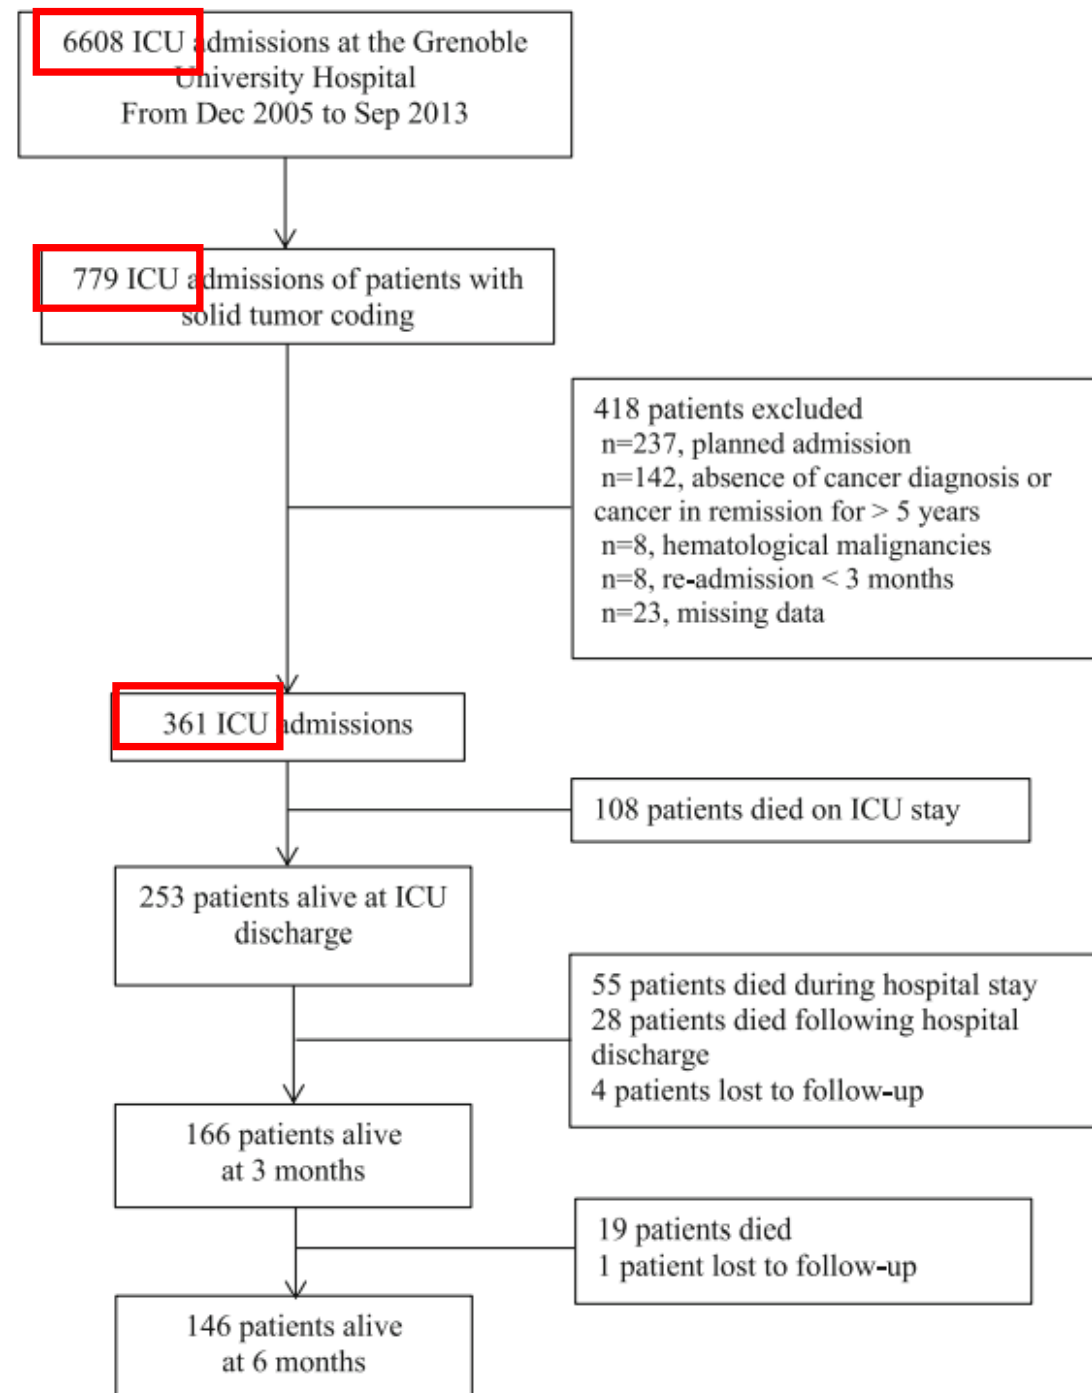 6608 ICU admissions at the Grenoble
University Hospital
From Dec 2005 to Sep 2013
779 ICU admissions of patients with
solid tumor coding
418 patients excluded
n=237, planned admission
n=142, absence of cancer diagnosis or
cancer in remission for > 5 years
n=8, hematological malignancies
n=8, re-admission < 3 months
n=23, missing data
361 ICU admissions
108 patients died on ICU stay
253 patients alive at ICU
discharge
55 patients died during hospital stay
28 patients died following hospital
discharge
4 patients lost to follow-up
166 patients alive
at 3 months
19 patients died
1 patient lost to follow-up
146 patients alive
at 6 months